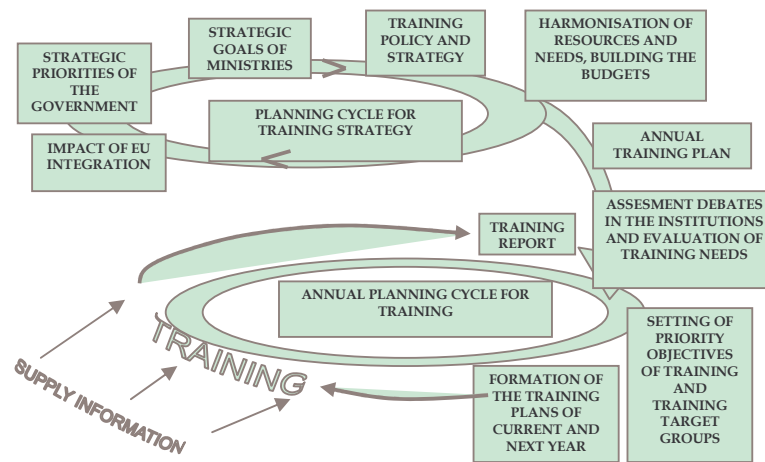 TRAINING
POLICY AND
STRATEGY
HARMONISATION OF
RESOURCES AND
NEEDS, BUILDING THE
BUDGETS
STRATEGIC
GOALS OF
MINISTRIES
STRATEGIC
PRIORITIES OF
THE
GOVERNMENT
PLANNING CYCLE FOR
TRAINING STRATEGY
IMPACT OF EU
INTEGRATION
ANNUAL
TRAINING PLAN
ASSESMENT DEBATES
IN THE INSTITUTIONS
AND EVALUATION OF
TRAINING NEEDS
TRAINING
REPORT
ANNUAL PLANNING CYCLE FOR
TRAINING
SETTING OF
PRIORITY
OBJECTIVES
OF TRAINING
AND
TRAINING
TARGET
GROUPS
TRAINING
SUPPLY INFORMATION
FORMATION OF
THE TRAINING
PLANS OF
CURRENT AND
NEXT YEAR